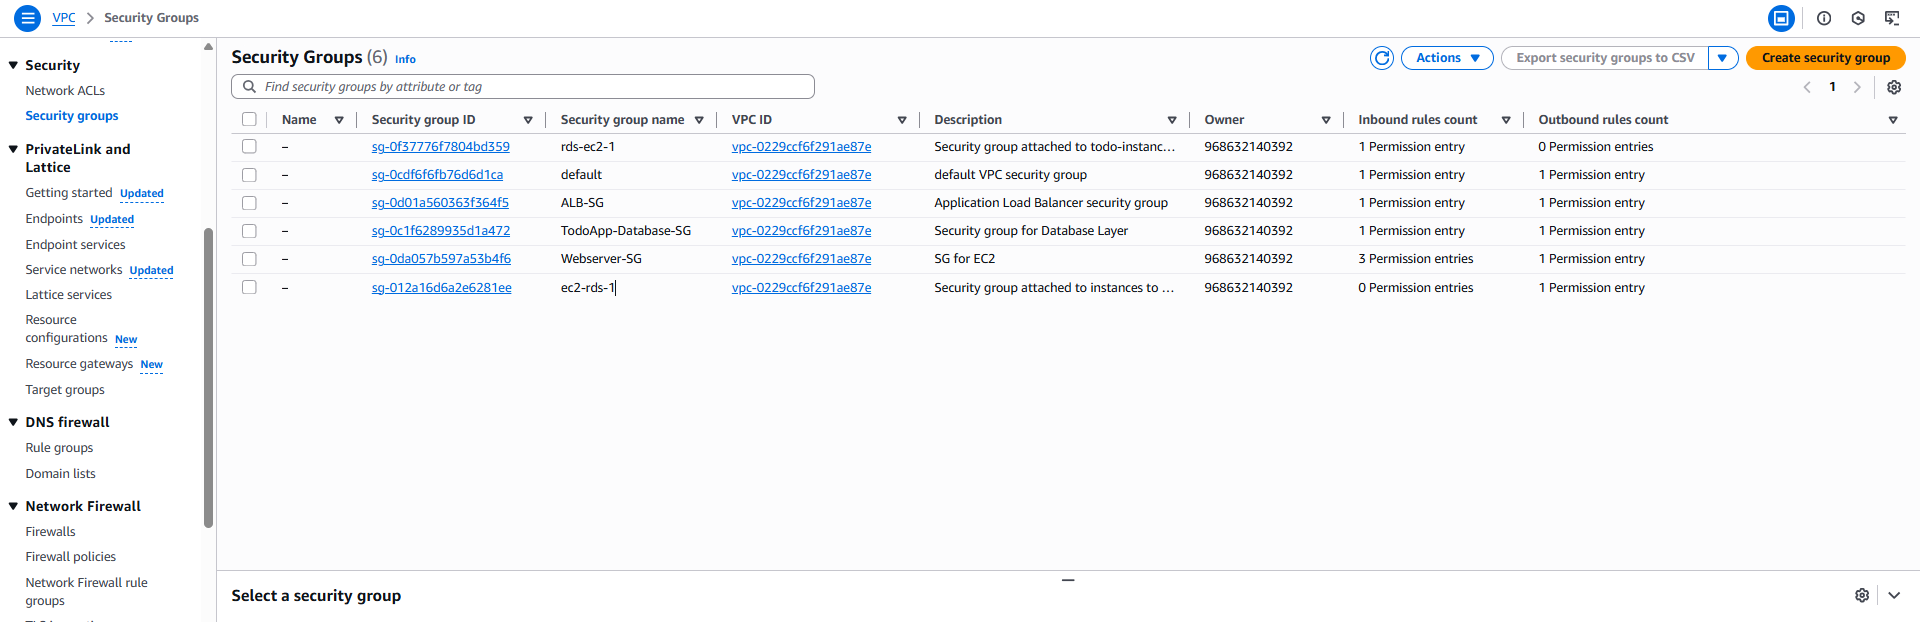 VPC > Security Groups
Security
Network ACLs
Security groups
PrivateLink and
Lattice
Getting started Updated
Endpoints Updated
Endpoint services
Service networks Updated
Lattice services
Resource
configurations New
Resource gateways New
Target groups
DNS firewall
Rule groups
Domain lists
Network Firewall
Firewalls
Firewall policies
Network Firewall rule
groups
Security Groups (6) Info
Actions
Export security groups to CSV
Create security group
Find security groups by attribute or tag
1
Name Security group ID Security group name VPC ID Description Owner Inbound rules count Outbound rules count
– sg-0f37776f7804bd359 rds-ec2-1 vpc-0229ccf6f291ae87e Security group attached to todo-instanc... 968632140392 1 Permission entry 0 Permission entries
– sg-0cdf6f6fb76d6d1ca default vpc-0229ccf6f291ae87e default VPC security group 968632140392 1 Permission entry 1 Permission entry
– sg-0d01a560363f364f5 ALB-SG vpc-0229ccf6f291ae87e Application Load Balancer security group 968632140392 1 Permission entry 1 Permission entry
– sg-0c1f6289935d1a472 TodoApp-Database-SG vpc-0229ccf6f291ae87e Security group for Database Layer 968632140392 1 Permission entry 1 Permission entry
– sg-0da057b597a53b4f6 Webserver-SG vpc-0229ccf6f291ae87e SG for EC2 968632140392 3 Permission entries 1 Permission entry
– sg-012a16d6a2e6281ee ec2-rds-1 vpc-0229ccf6f291ae87e Security group attached to instances to ... 968632140392 0 Permission entries 1 Permission entry
Select a security group